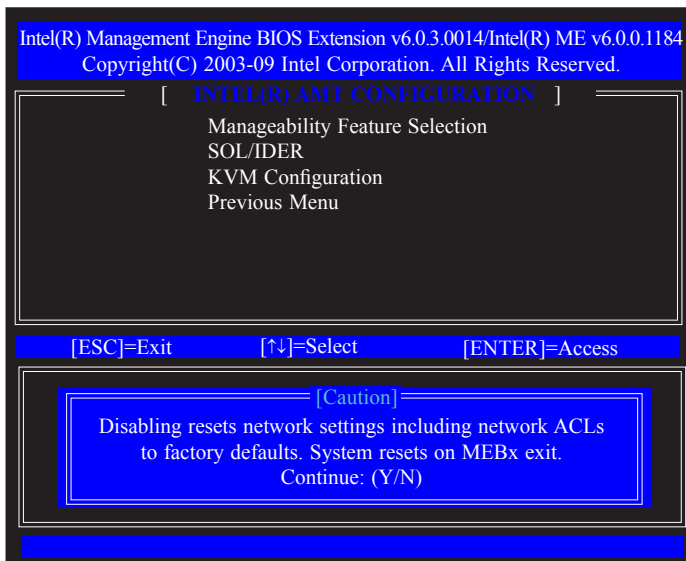 Intel(R) Management Engine BIOS Extension v6.0.3.0014/Intel(R) ME v6.0.0.1184
Copyright(C) 2003-09 Intel Corporation. All Rights Reserved.
[ INTEL(R) AMT CONFIGURATION ]
Manageability Feature Selection
SOL/IDER
KVM Configuration
Previous Menu
[ESC]=Exit [↑↓]=Select [ENTER]=Access
[Caution]
Disabling resets network settings including network ACLs
to factory defaults. System resets on MEBx exit.
Continue: (Y/N)